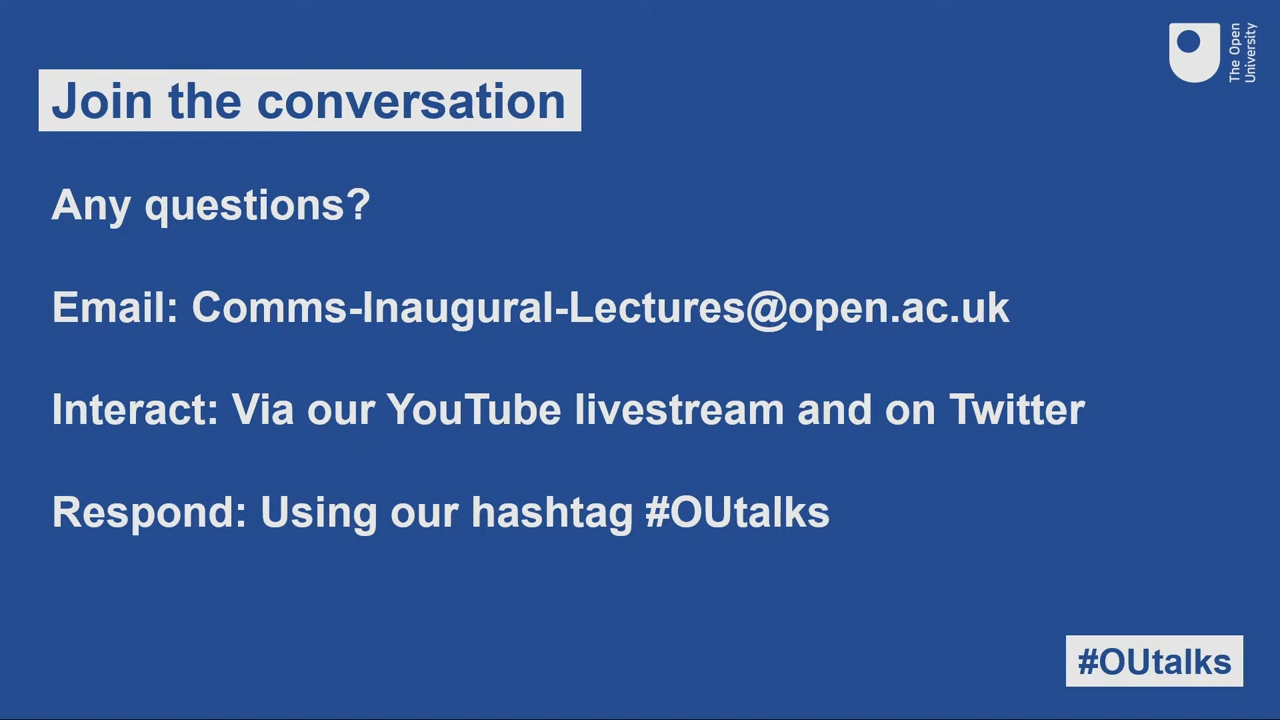 The Open
University
Join the conversation
Any questions?
Email: Comms-Inaugural-Lectures@open.ac.uk
Interact: Via our YouTube livestream and on Twitter
Respond: Using our hashtag #OUtalks
#OUtalks